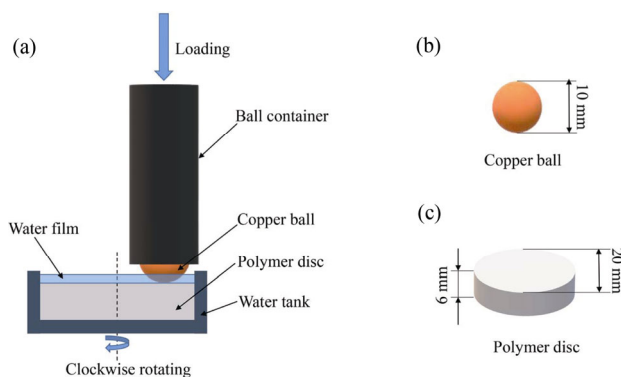 (a)
Loading
Ball container
Copper ball
Water film
Polymer disc
Water tank
Clockwise rotating
(b)
10 mm
Copper ball
(c)
6 mm
20 mm
Polymer disc